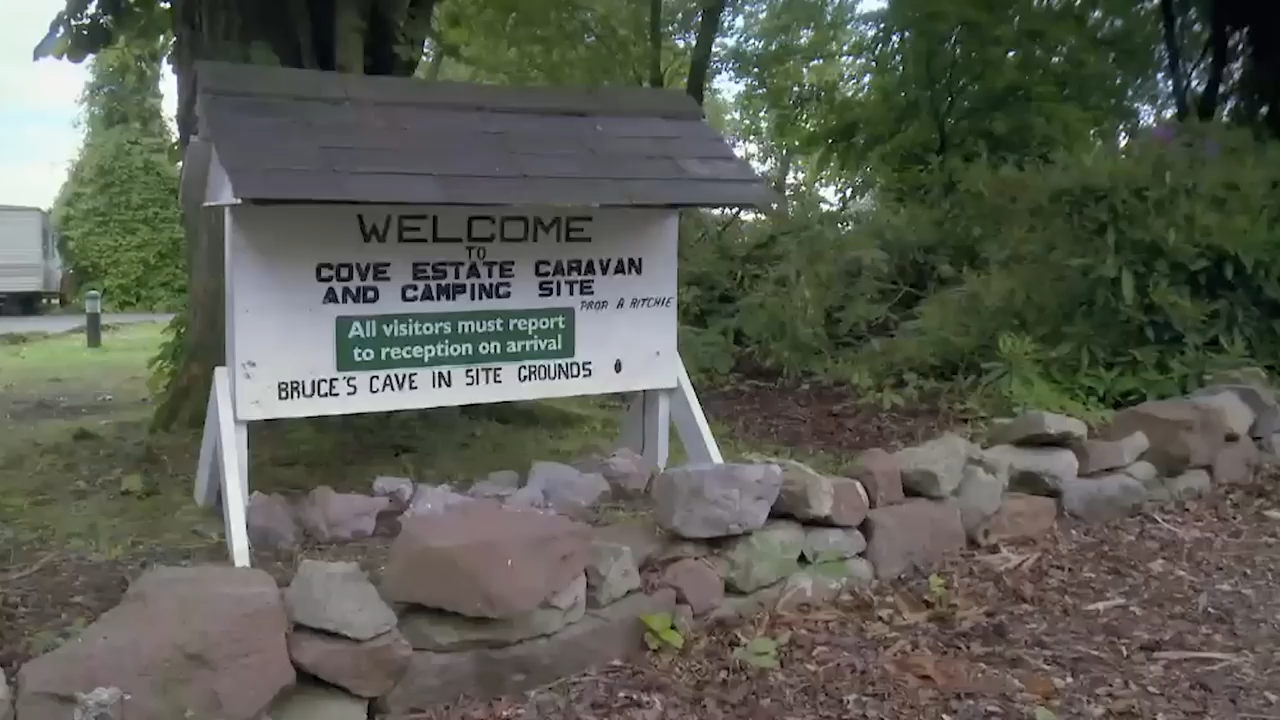 WELCOME
TO
COVE ESTATE CARAVAN
AND CAMPING SITE
PROP A RITCHIE
All visitors must report
to reception on arrival
BRUCE'S CAVE IN SITE GROUNDS